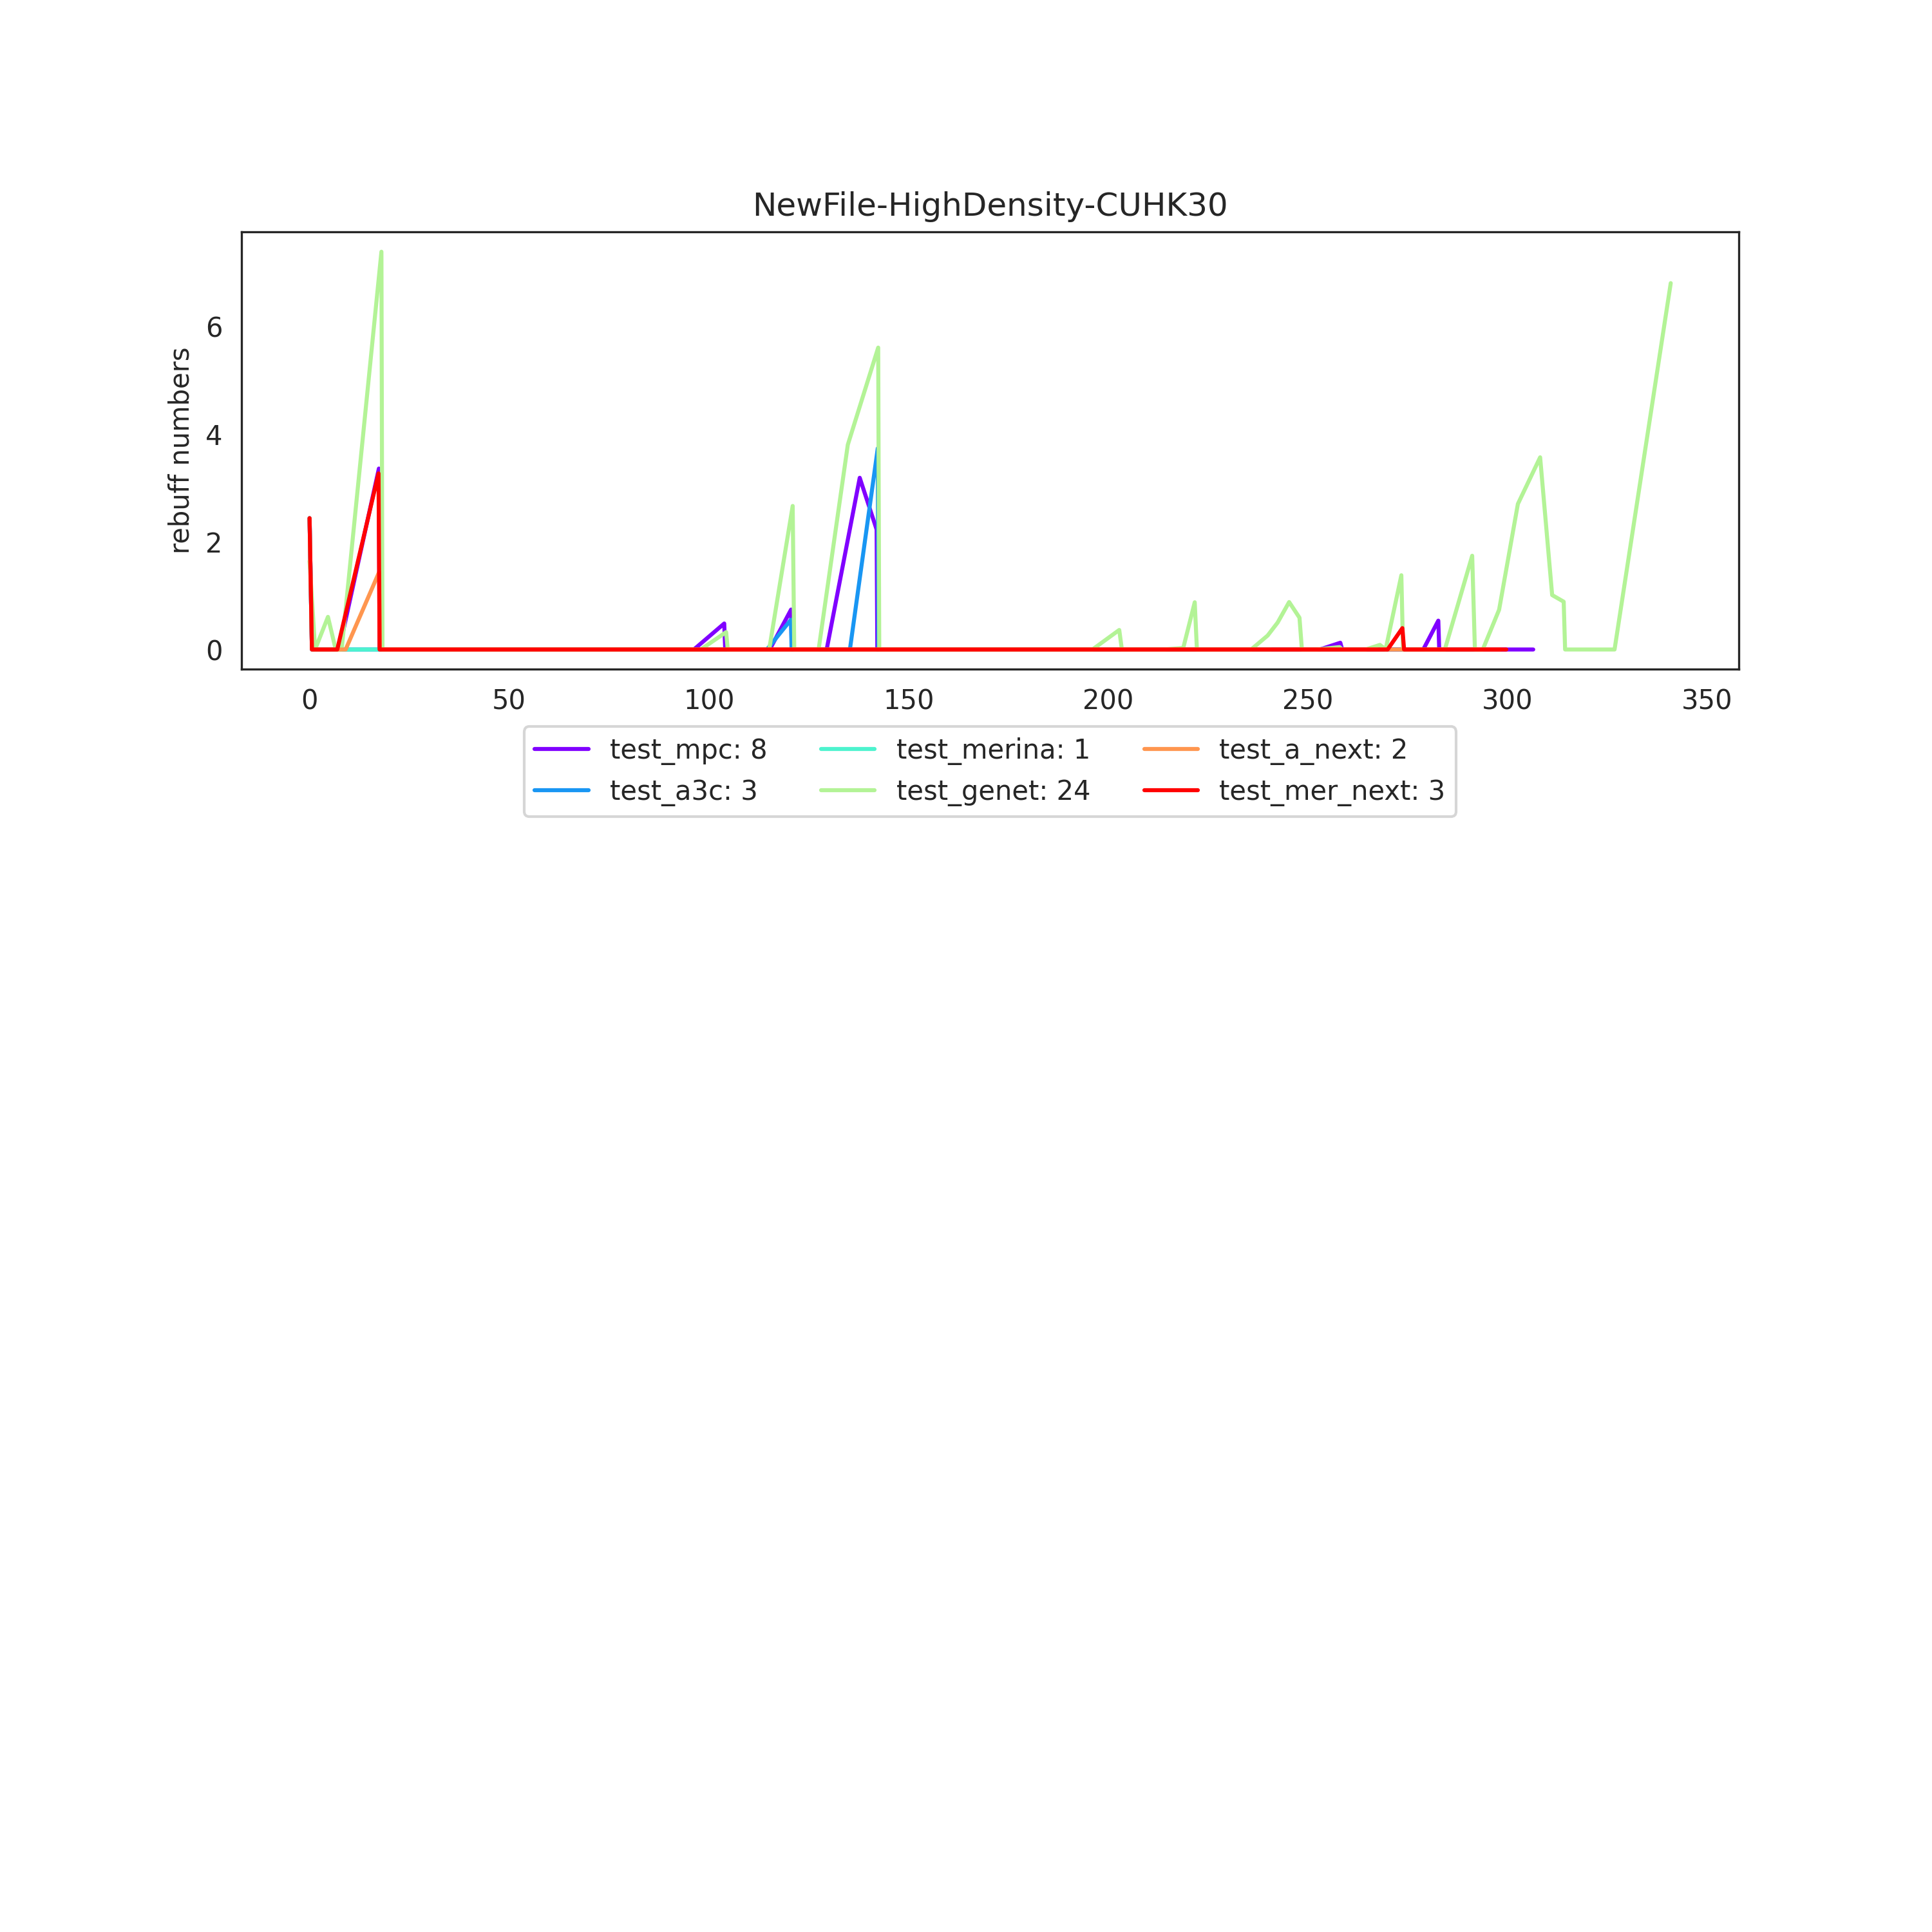 NewFile-HighDensity-CUHK30
rebuff numbers
6
4
2
0
0 50 100 150 200 250 300 350
test_mpc: 8 test_merina: 1 test_a_next: 2
test_a3c: 3 test_genet: 24 test_mer_next: 3